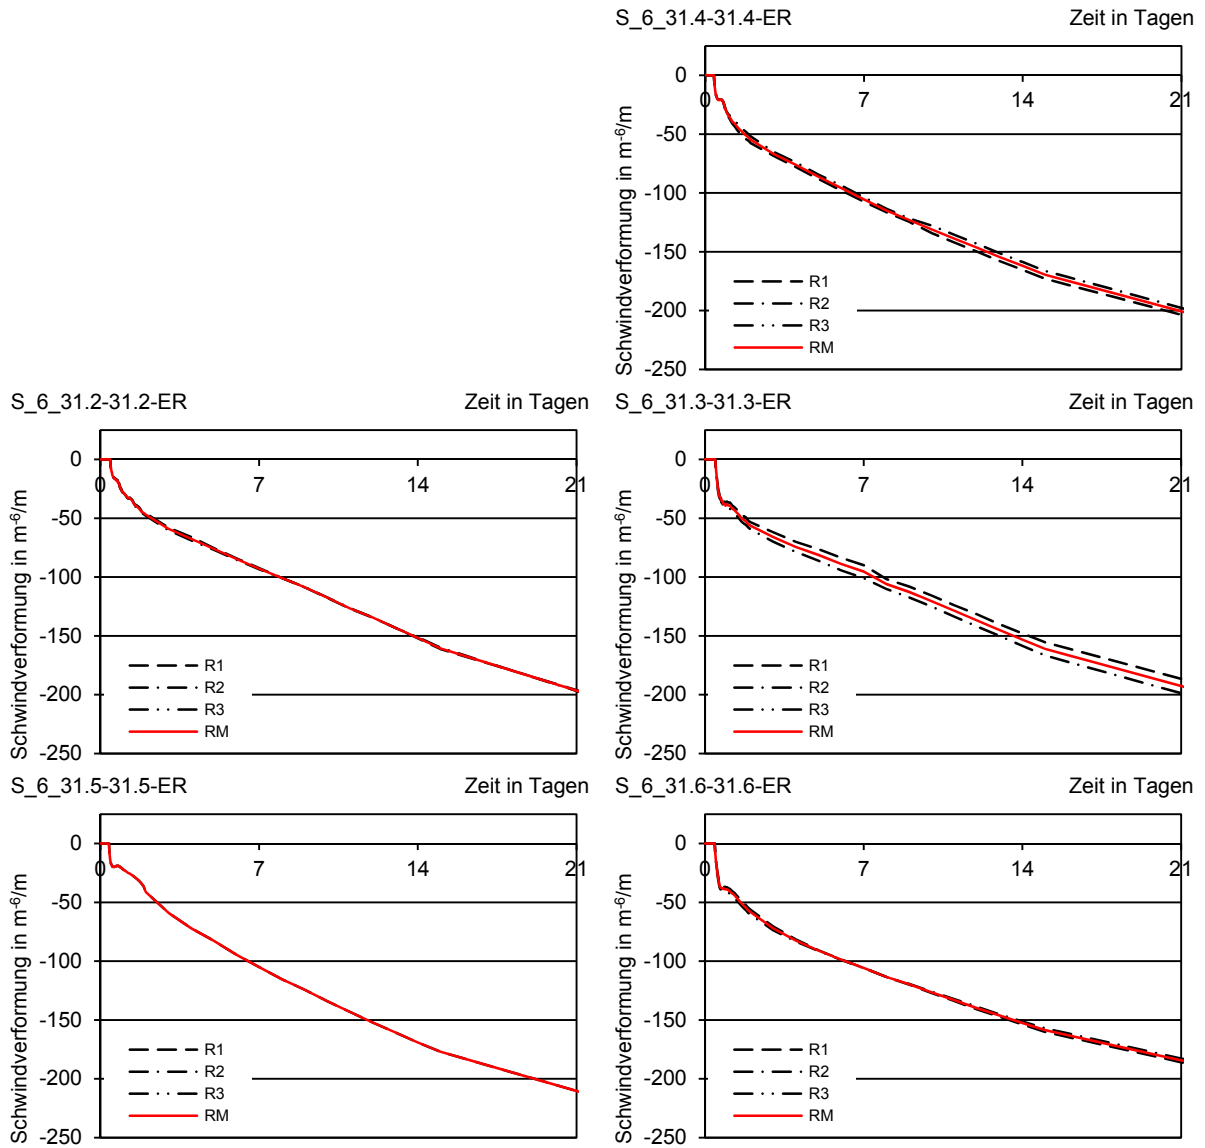 S_6_31.4-31.4-ER Zeit in Tagen
Schwindverformung in m⁻⁶/m
0
-50
-100
-150
-200
-250
0 7 14 21
R1
R2
R3
RM
S_6_31.2-31.2-ER Zeit in Tagen
Schwindverformung in m⁻⁶/m
0
-50
-100
-150
-200
-250
0 7 14 21
R1
R2
R3
RM
S_6_31.3-31.3-ER Zeit in Tagen
Schwindverformung in m⁻⁶/m
0
-50
-100
-150
-200
-250
0 7 14 21
R1
R2
R3
RM
S_6_31.5-31.5-ER Zeit in Tagen
Schwindverformung in m⁻⁶/m
0
-50
-100
-150
-200
-250
0 7 14 21
R1
R2
R3
RM
S_6_31.6-31.6-ER Zeit in Tagen
Schwindverformung in m⁻⁶/m
0
-50
-100
-150
-200
-250
0 7 14 21
R1
R2
R3
RM